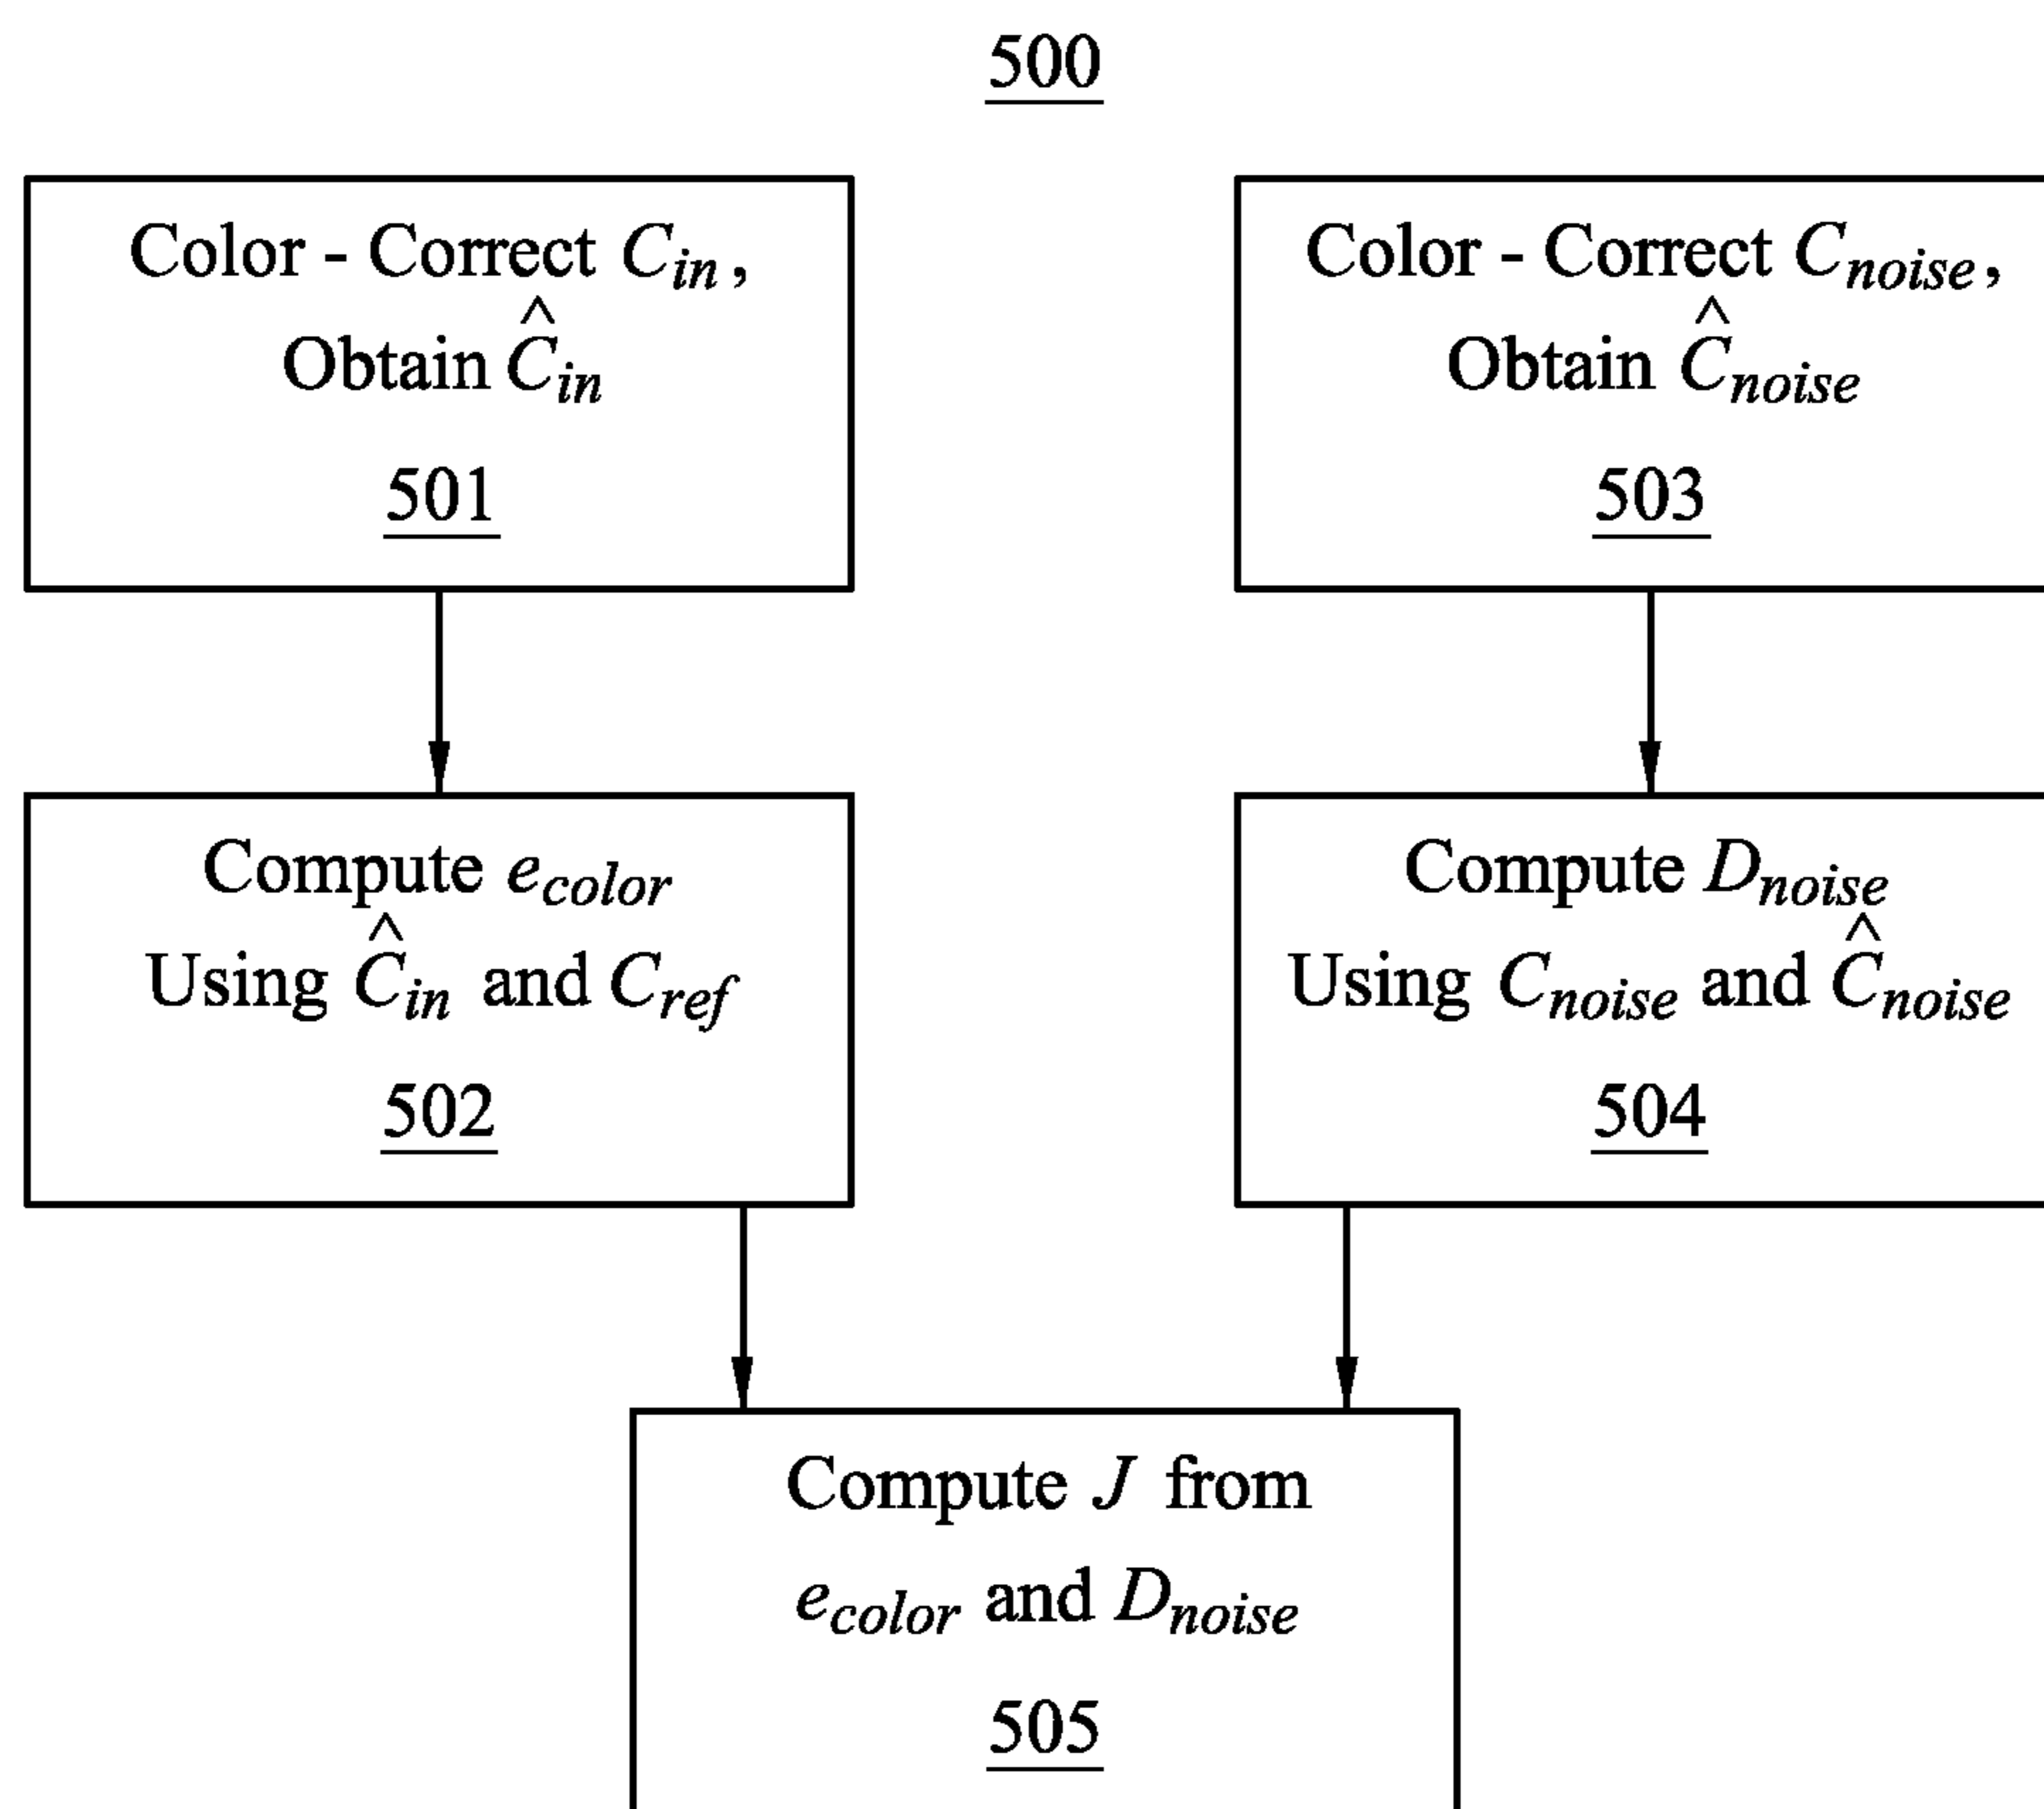 500
Color - Correct C_in,
Obtain Ĉ_in
501
Color - Correct C_noise,
Obtain Ĉ_noise
503
Compute e_color
Using Ĉ_in and C_ref
502
Compute D_noise
Using C_noise and Ĉ_noise
504
Compute J from
e_color and D_noise
505